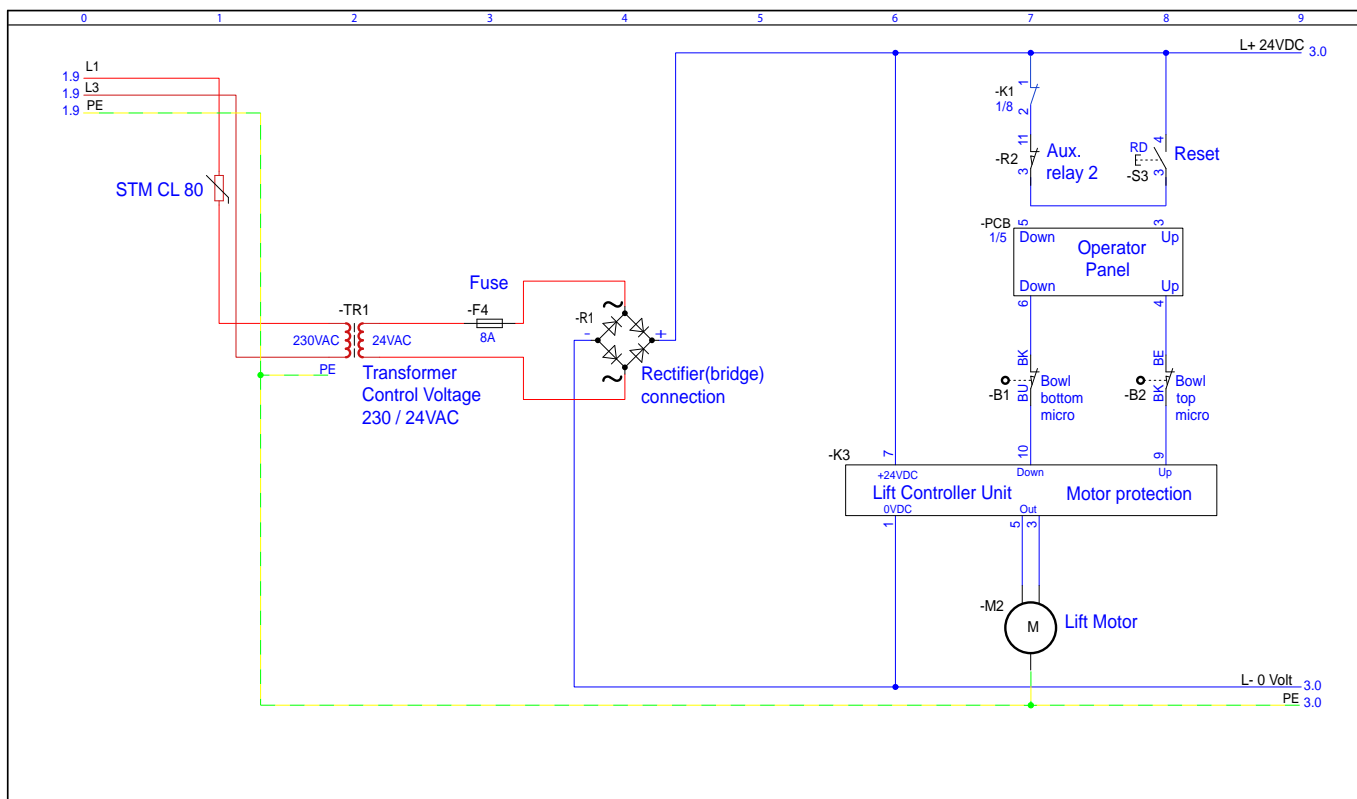 0 1 2 3 4 5 6 7 8 9
L+ 24VDC 3.0
1.9 L1
1.9 L3
1.9 PE
STM CL 80
-TR1
230VAC 24VAC
PE
Transformer
Control Voltage
230 / 24VAC
Fuse
-F4
8A
-R1
~
- +
~
Rectifier(bridge)
connection
1
-K1
1/8
2
11
-R2
3
Aux.
relay 2
4
RD
-S3
3
Reset
-PCB
1/5
5 3
Down Up
Operator
Panel
Down Up
6 4
BK
-B1
BU
Bowl
bottom
micro
BE
-B2
BK
Bowl
top
micro
-K3
7 10 9
+24VDC Down Up
Lift Controller Unit Motor protection
0VDC Out
1 5 3
-M2
M
Lift Motor
L- 0 Volt 3.0
PE 3.0